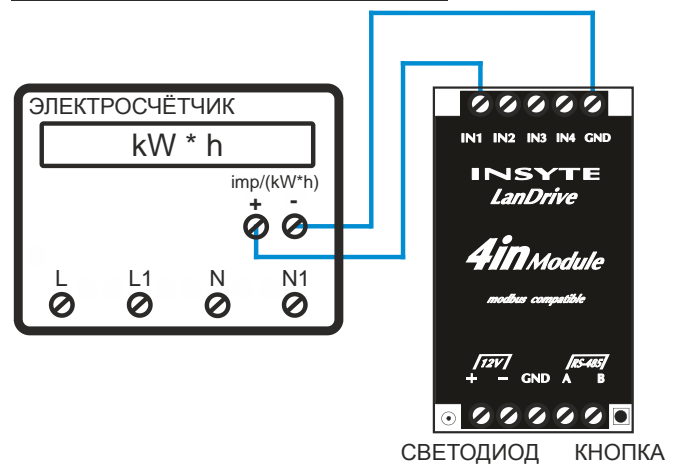 ЭЛЕКТРОСЧЁТЧИК
kW * h
imp/(kW*h)
+ -
L L1 N N1
IN1 IN2 IN3 IN4 GND
INSYTE
LanDrive
4in Module
modbus compatible
12V RS-485
+ − GND A B
СВЕТОДИОД КНОПКА